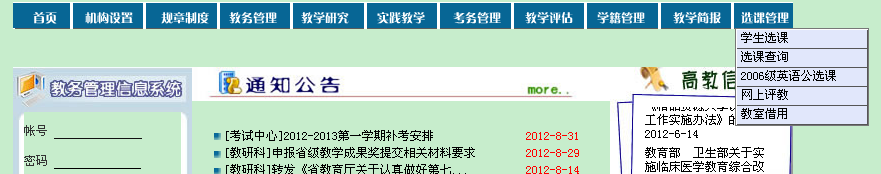 首页 机构设置 规章制度 教务管理 教学研究 实践教学 考务管理 教学评估 学籍管理 教学简报 选课管理
学生选课
选课查询
2006级英语公选课
网上评教
教室借用
教务管理信息系统
帐号
密码
通知公告
more..
[考试中心]2012-2013第一学期补考安排 2012-8-31
[教研科]申报省级教学成果奖提交相关材料要求 2012-8-29
[教研科]转发《省教育厅关于认真做好第七... 2012-8-14
高教信
工作实施办法》的
2012-6-14
教育部 卫生部关于实
施临床医学教育综合改